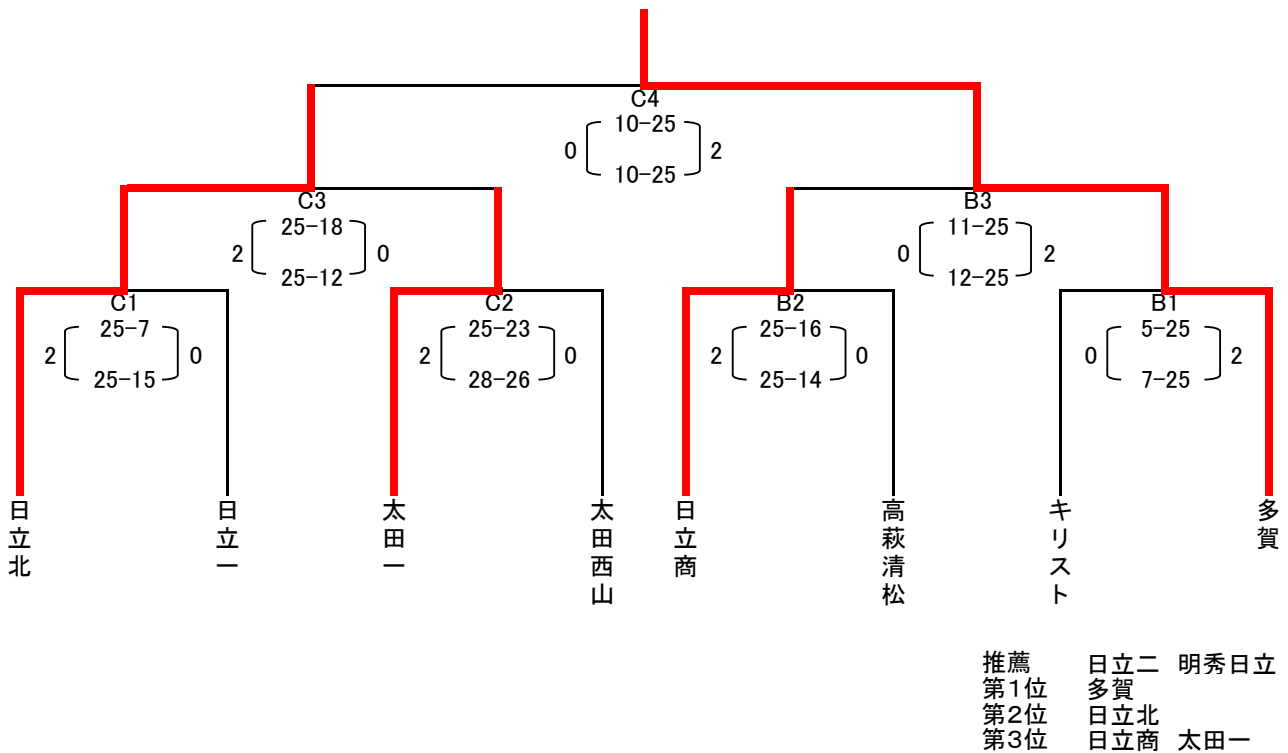 C4
10-25
0 2
10-25
C3
25-18
2 0
25-12
B3
11-25
0 2
12-25
C1
25-7
2 0
25-15
C2
25-23
2 0
28-26
B2
25-16
2 0
25-14
B1
5-25
0 2
7-25
日立北
日立一
太田一
太田西山
日立商
高萩清松
キリスト
多賀
推薦 日立二 明秀日立
第1位 多賀
第2位 日立北
第3位 日立商 太田一